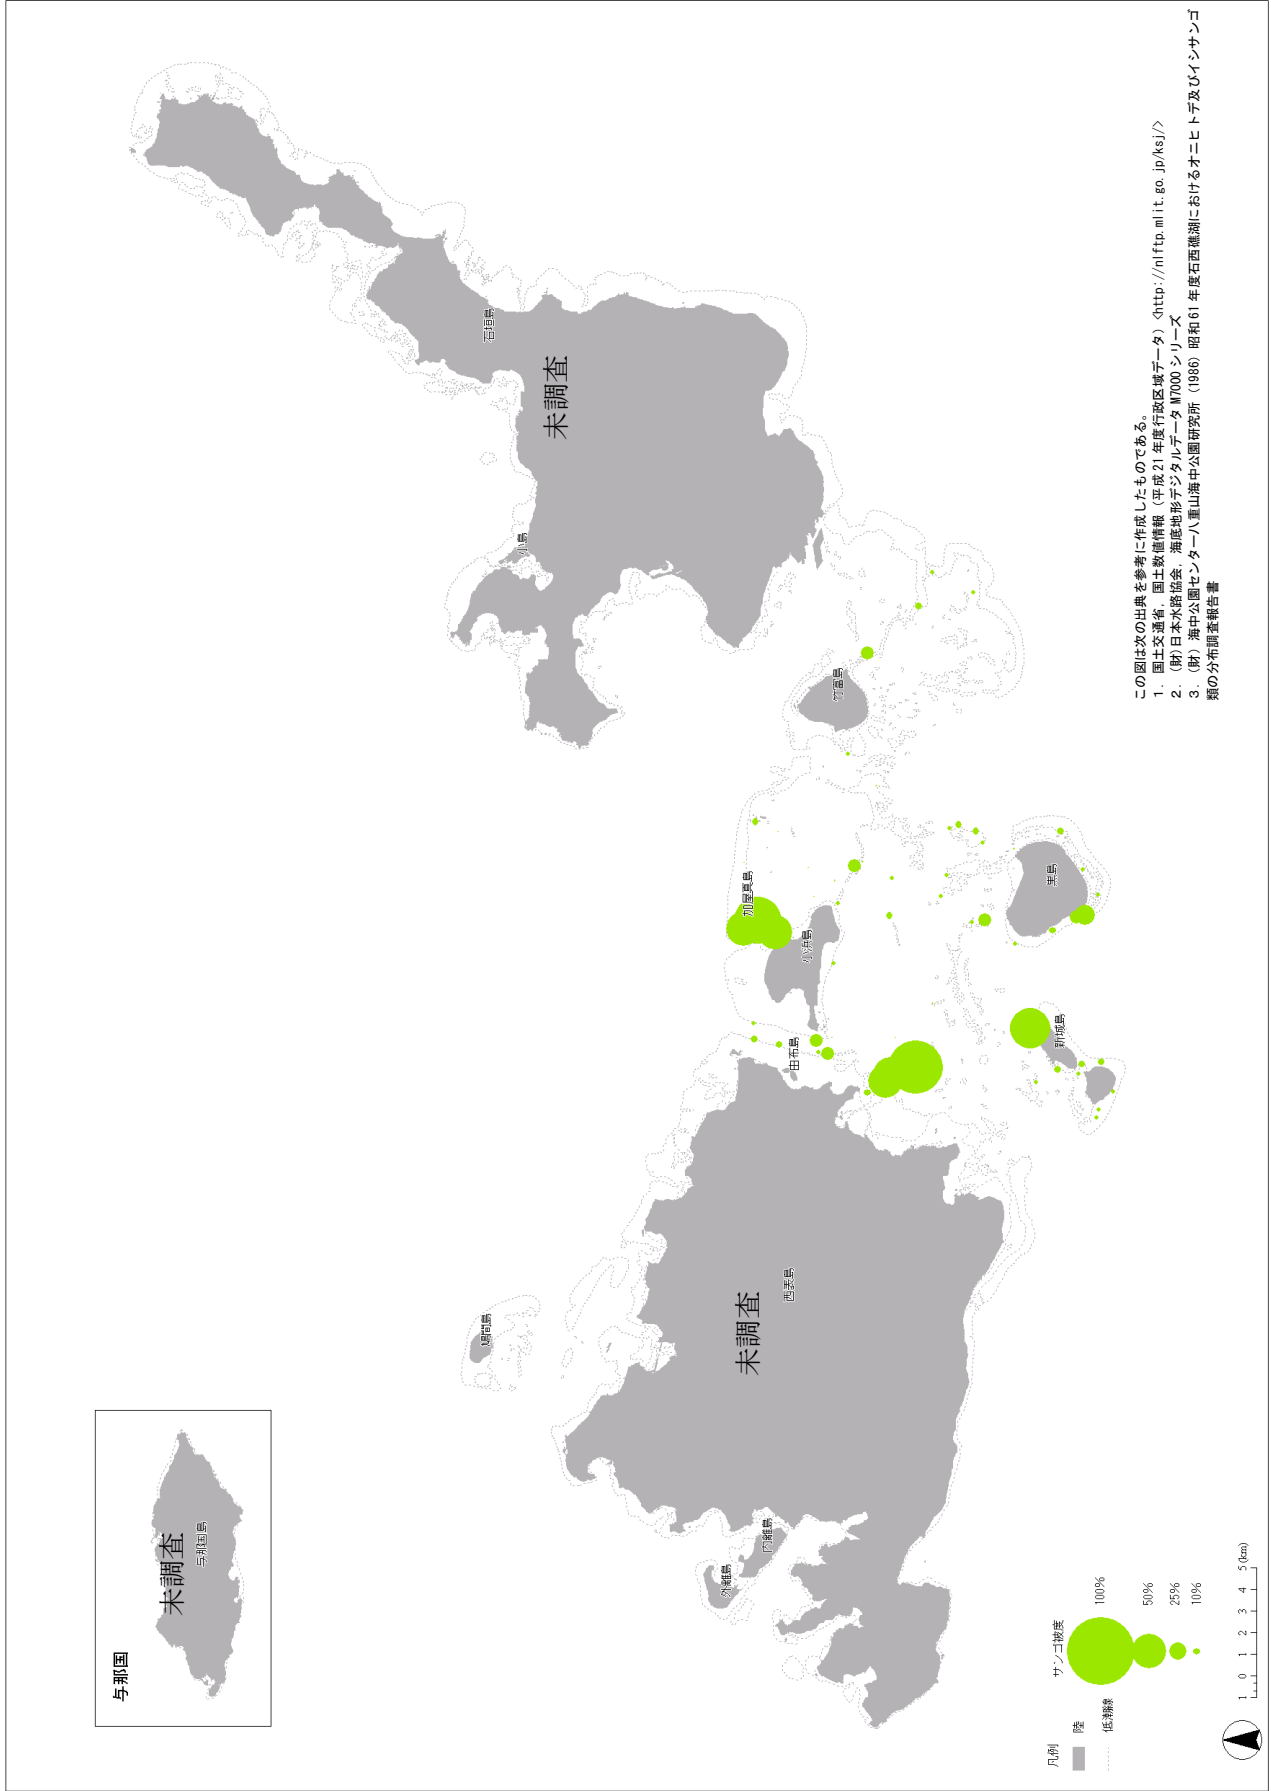 与那国
未調査
与那国島
石垣島
未調査
小島
竹富島
加屋真島
小浜島
由布島
黒島
新城島
鳩間島
未調査
西表島
外離島
内離島
この図は次の出典を参考に作成したものである。
1. 国土交通省, 国土数値情報(平成21年度行政区域データ)<http://nlftp.mlit.go.jp/ksj/>
2. (財)日本水路協会, 海底地形デジタルデータ M7000 シリーズ
3. (財)海中公園センター八重山海中公園研究所 (1986) 昭和61年度石西礁湖におけるオニヒトデ及びイシサンゴ
類の分布調査報告書
凡例
陸
低潮線
サンゴ被度
100%
50%
25%
10%
1 0 1 2 3 4 5(km)